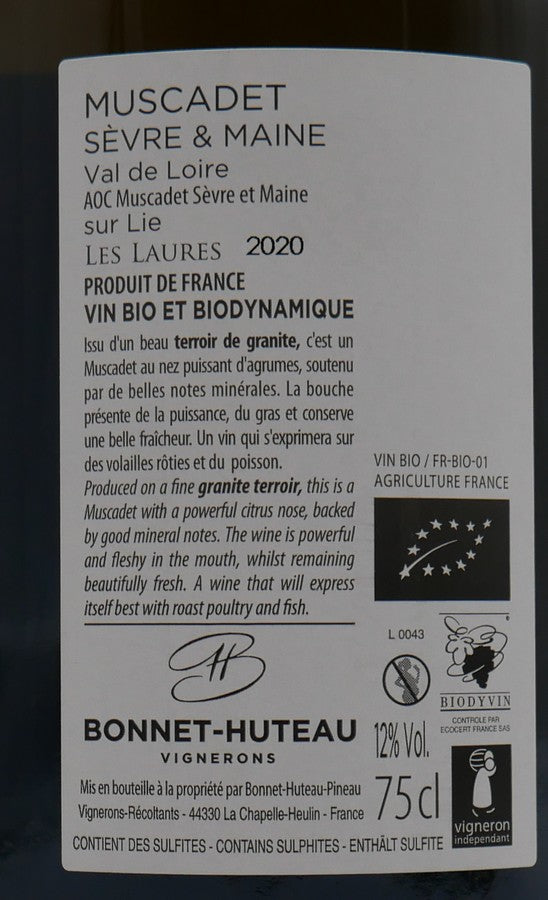 MUSCADET
SÈVRE & MAINE
Val de Loire
AOC Muscadet Sèvre et Maine
sur Lie
LES LAURES 2020
PRODUIT DE FRANCE
VIN BIO ET BIODYNAMIQUE
Issu d'un beau terroir de granite, c'est un
Muscadet au nez puissant d'agrumes, soutenu
par de belles notes minérales. La bouche
présente de la puissance, du gras et conserve
une belle fraîcheur. Un vin qui s'exprimera sur
des volailles rôties et du poisson.
Produced on a fine granite terroir, this is a
Muscadet with a powerful citrus nose, backed
by good mineral notes. The wine is powerful
and fleshy in the mouth, whilst remaining
beautifully fresh. A wine that will express
itself best with roast poultry and fish.
VIN BIO / FR-BIO-01
AGRICULTURE FRANCE
L 0043
BIODYVIN
CONTROLE PAR
ECOCERT FRANCE SAS
BH
BONNET-HUTEAU
VIGNERONS
12% Vol.
75cl
vigneron
indépendant
Mis en bouteille à la propriété par Bonnet-Huteau-Pineau
Vignerons-Récoltants - 44330 La Chapelle-Heulin - France
CONTIENT DES SULFITES - CONTAINS SULPHITES - ENTHÄLT SULFITE